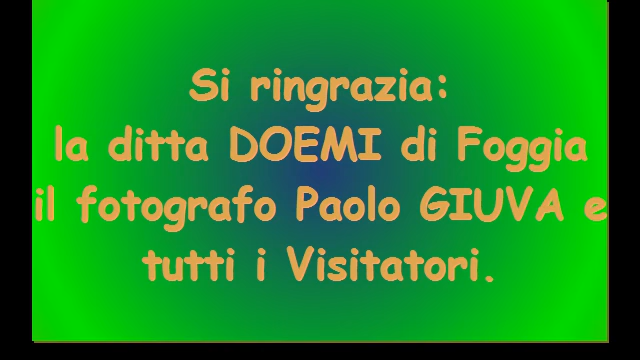 Si ringrazia:
la ditta DOEMI di Foggia
il fotografo Paolo GIUVA e
tutti i Visitatori.